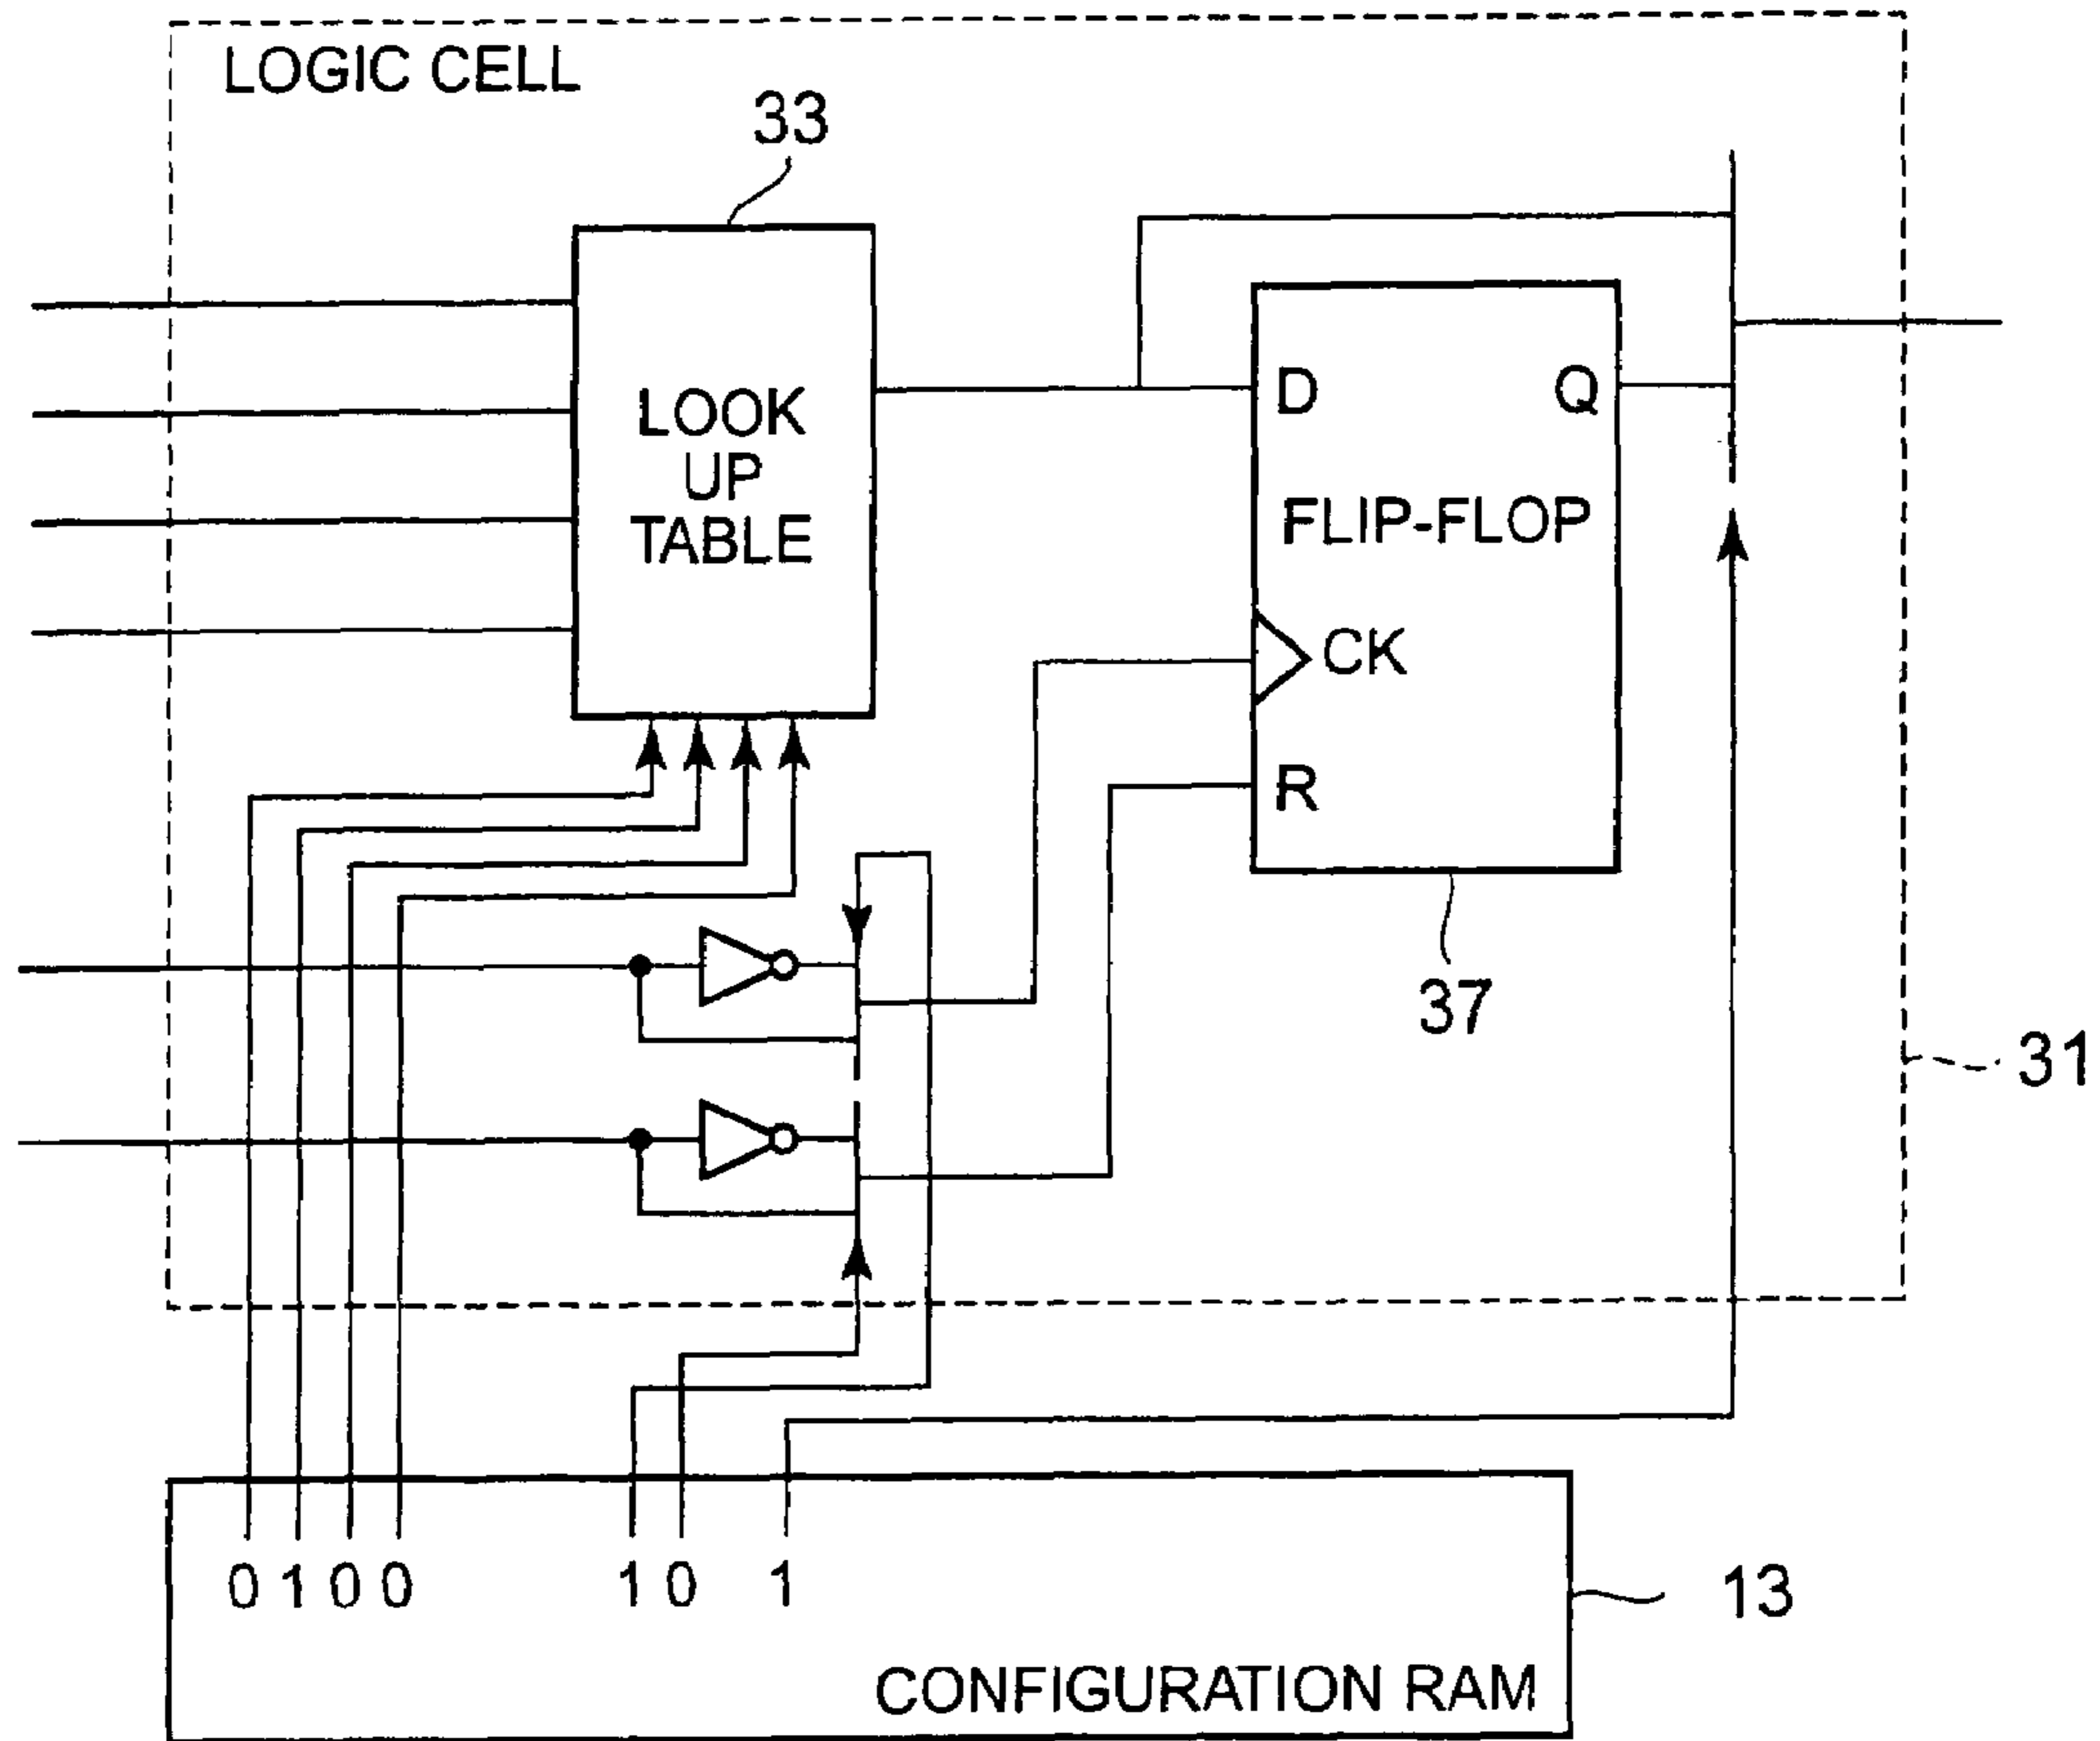 LOGIC CELL
33
LOOK
UP
TABLE
D
Q
FLIP-FLOP
CK
R
37
31
0 1 0 0
1 0
1
13
CONFIGURATION RAM